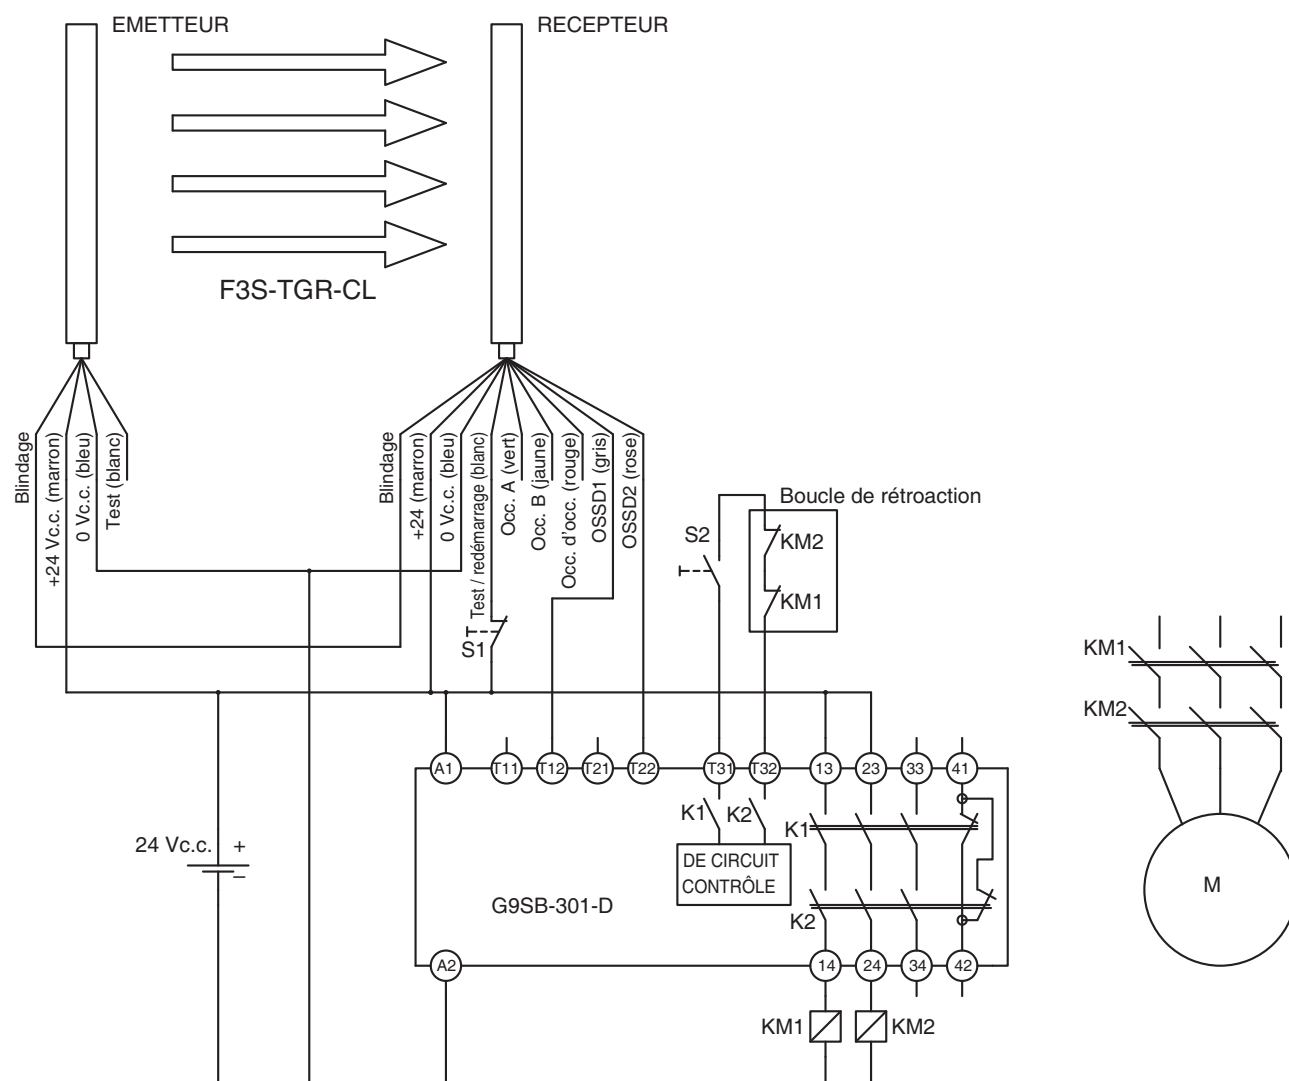 EMETTEUR
RECEPTEUR
F3S-TGR-CL
Blindage
+24 Vc.c. (marron)
0 Vc.c. (bleu)
Test (blanc)
Blindage
+24 (marron)
0 Vc.c. (bleu)
Test / redémarrage (blanc)
Occ. A (vert)
Occ. B (jaune)
Occ. d'occ. (rouge)
OSSD1 (gris)
OSSD2 (rose)
Boucle de rétroaction
S2
KM2
KM1
S1
KM1
KM2
M
A1
T11
T12
T21
T22
T31
T32
13
23
33
41
K1
K2
K1
DE CIRCUIT
CONTRÔLE
24 Vc.c.
+
–
G9SB-301-D
K2
A2
14
24
34
42
KM1
KM2